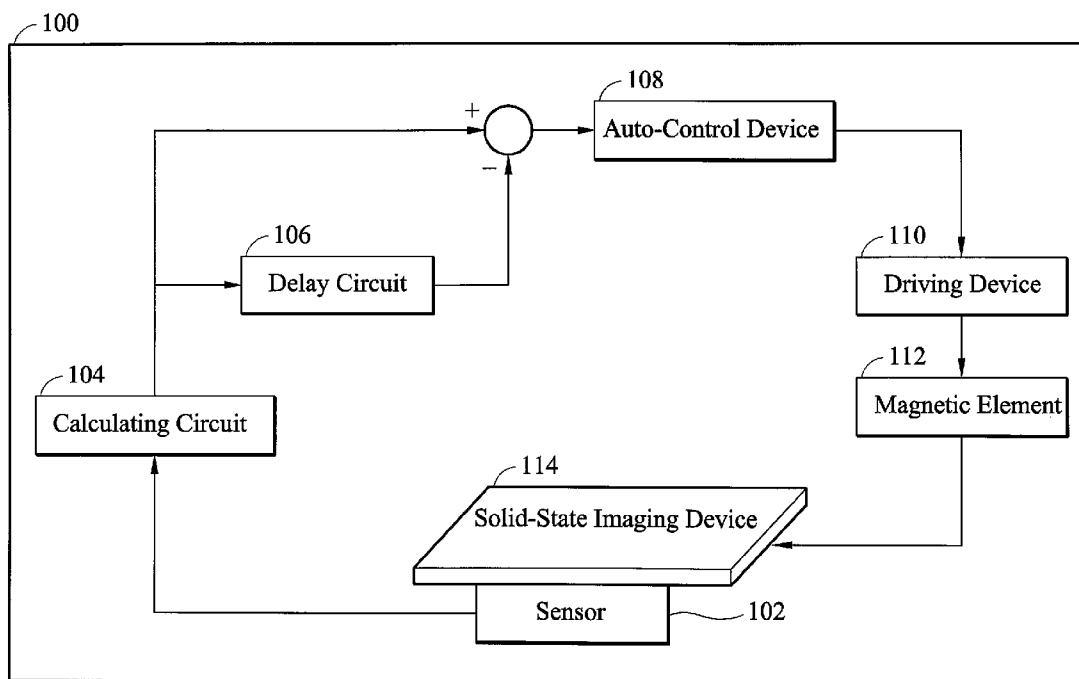 100
108
+
Auto-Control Device
−
106
Delay Circuit
110
Driving Device
104
Calculating Circuit
112
Magnetic Element
114
Solid-State Imaging Device
Sensor
102